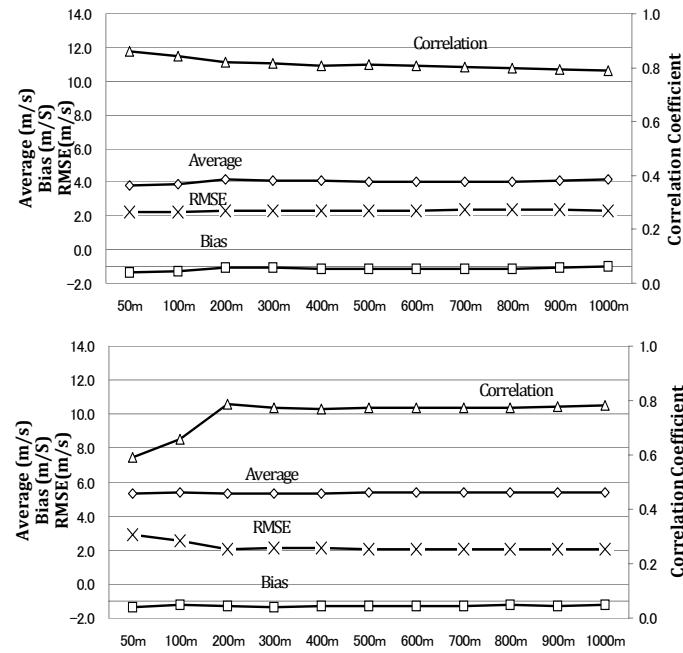 14.0
12.0
10.0
8.0
6.0
4.0
2.0
0.0
−2.0
Average (m/s)
Bias (m/S)
RMSE(m/s)
Correlation
Average
RMSE
Bias
1.0
0.8
0.6
0.4
0.2
0.0
Correlation Coefficient
50m 100m 200m 300m 400m 500m 600m 700m 800m 900m 1000m
14.0
12.0
10.0
8.0
6.0
4.0
2.0
0.0
−2.0
Average (m/s)
Bias (m/S)
RMSE(m/s)
Correlation
Average
RMSE
Bias
1.0
0.8
0.6
0.4
0.2
0.0
Correlation Coefficient
50m 100m 200m 300m 400m 500m 600m 700m 800m 900m 1000m